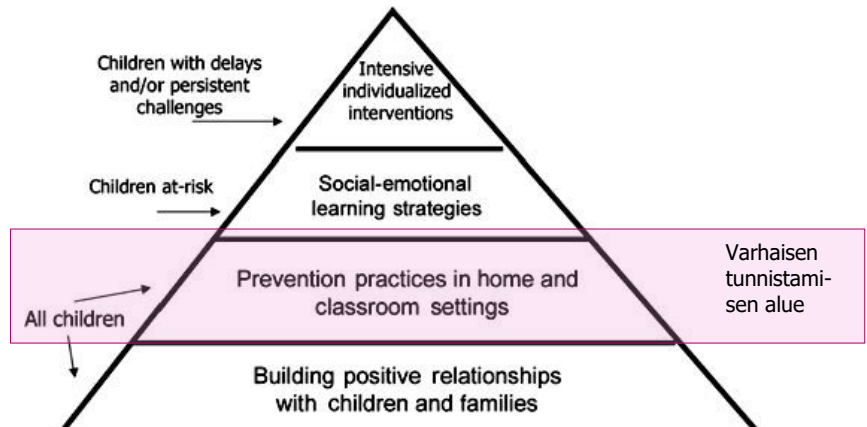 Children with delays
and/or persistent
challenges
Intensive
individualized
interventions
Children at-risk
Social-emotional
learning strategies
Prevention practices in home and
classroom settings
Varhaisen
tunnistami-
sen alue
All children
Building positive relationships
with children and families